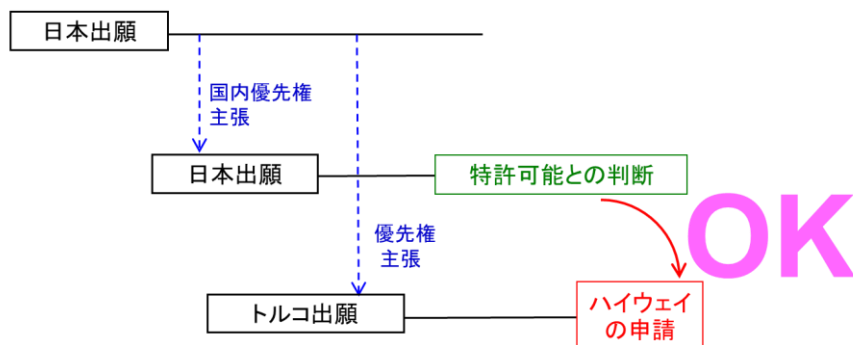 日本出願
国内優先権
主張
日本出願
特許可能との判断
OK
優先権
主張
トルコ出願
ハイウェイ
の申請